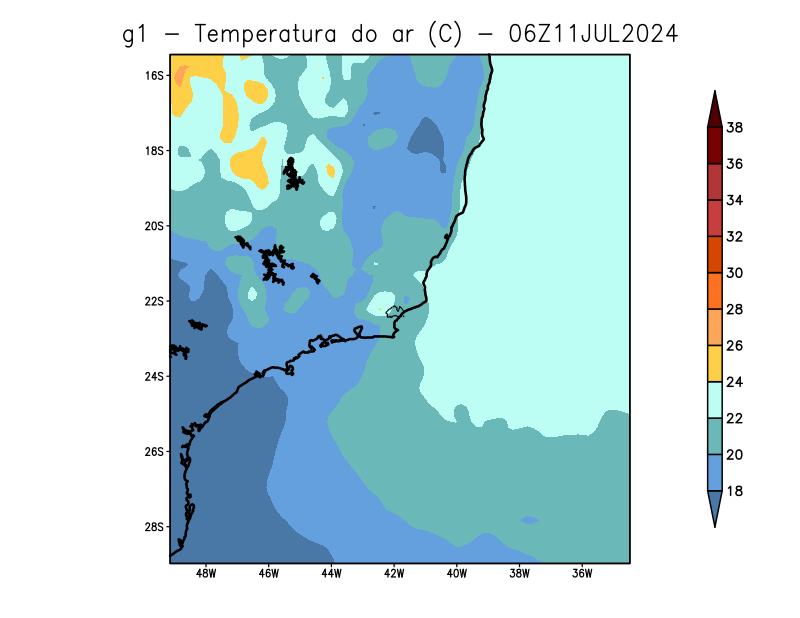 g1 – Temperatura do ar (C) – 06Z11JUL2024
16S
18S
20S
22S
24S
26S
28S
48W
46W
44W
42W
40W
38W
36W
38
36
34
32
30
28
26
24
22
20
18